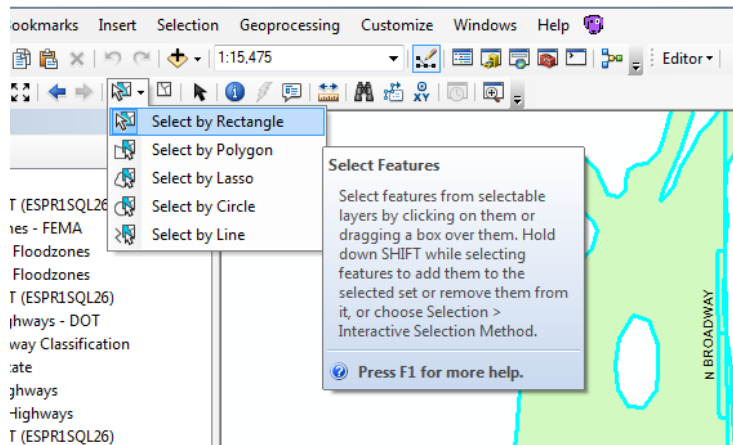 ookmarks Insert Selection Geoprocessing Customize Windows Help
1:15,475 Editor
XY
Select by Rectangle
Select by Polygon
Select by Lasso
Select by Circle
Select by Line
Select Features
Select features from selectable
layers by clicking on them or
dragging a box over them. Hold
down SHIFT while selecting
features to add them to the
selected set or remove them from
it, or choose Selection >
Interactive Selection Method.
Press F1 for more help.
T (ESPR1SQL26
nes - FEMA
Floodzones
Floodzones
T (ESPR1SQL26)
ighways - DOT
way Classification
tate
ghways
Highways
T (ESPR1SQL26)
N BROADWAY